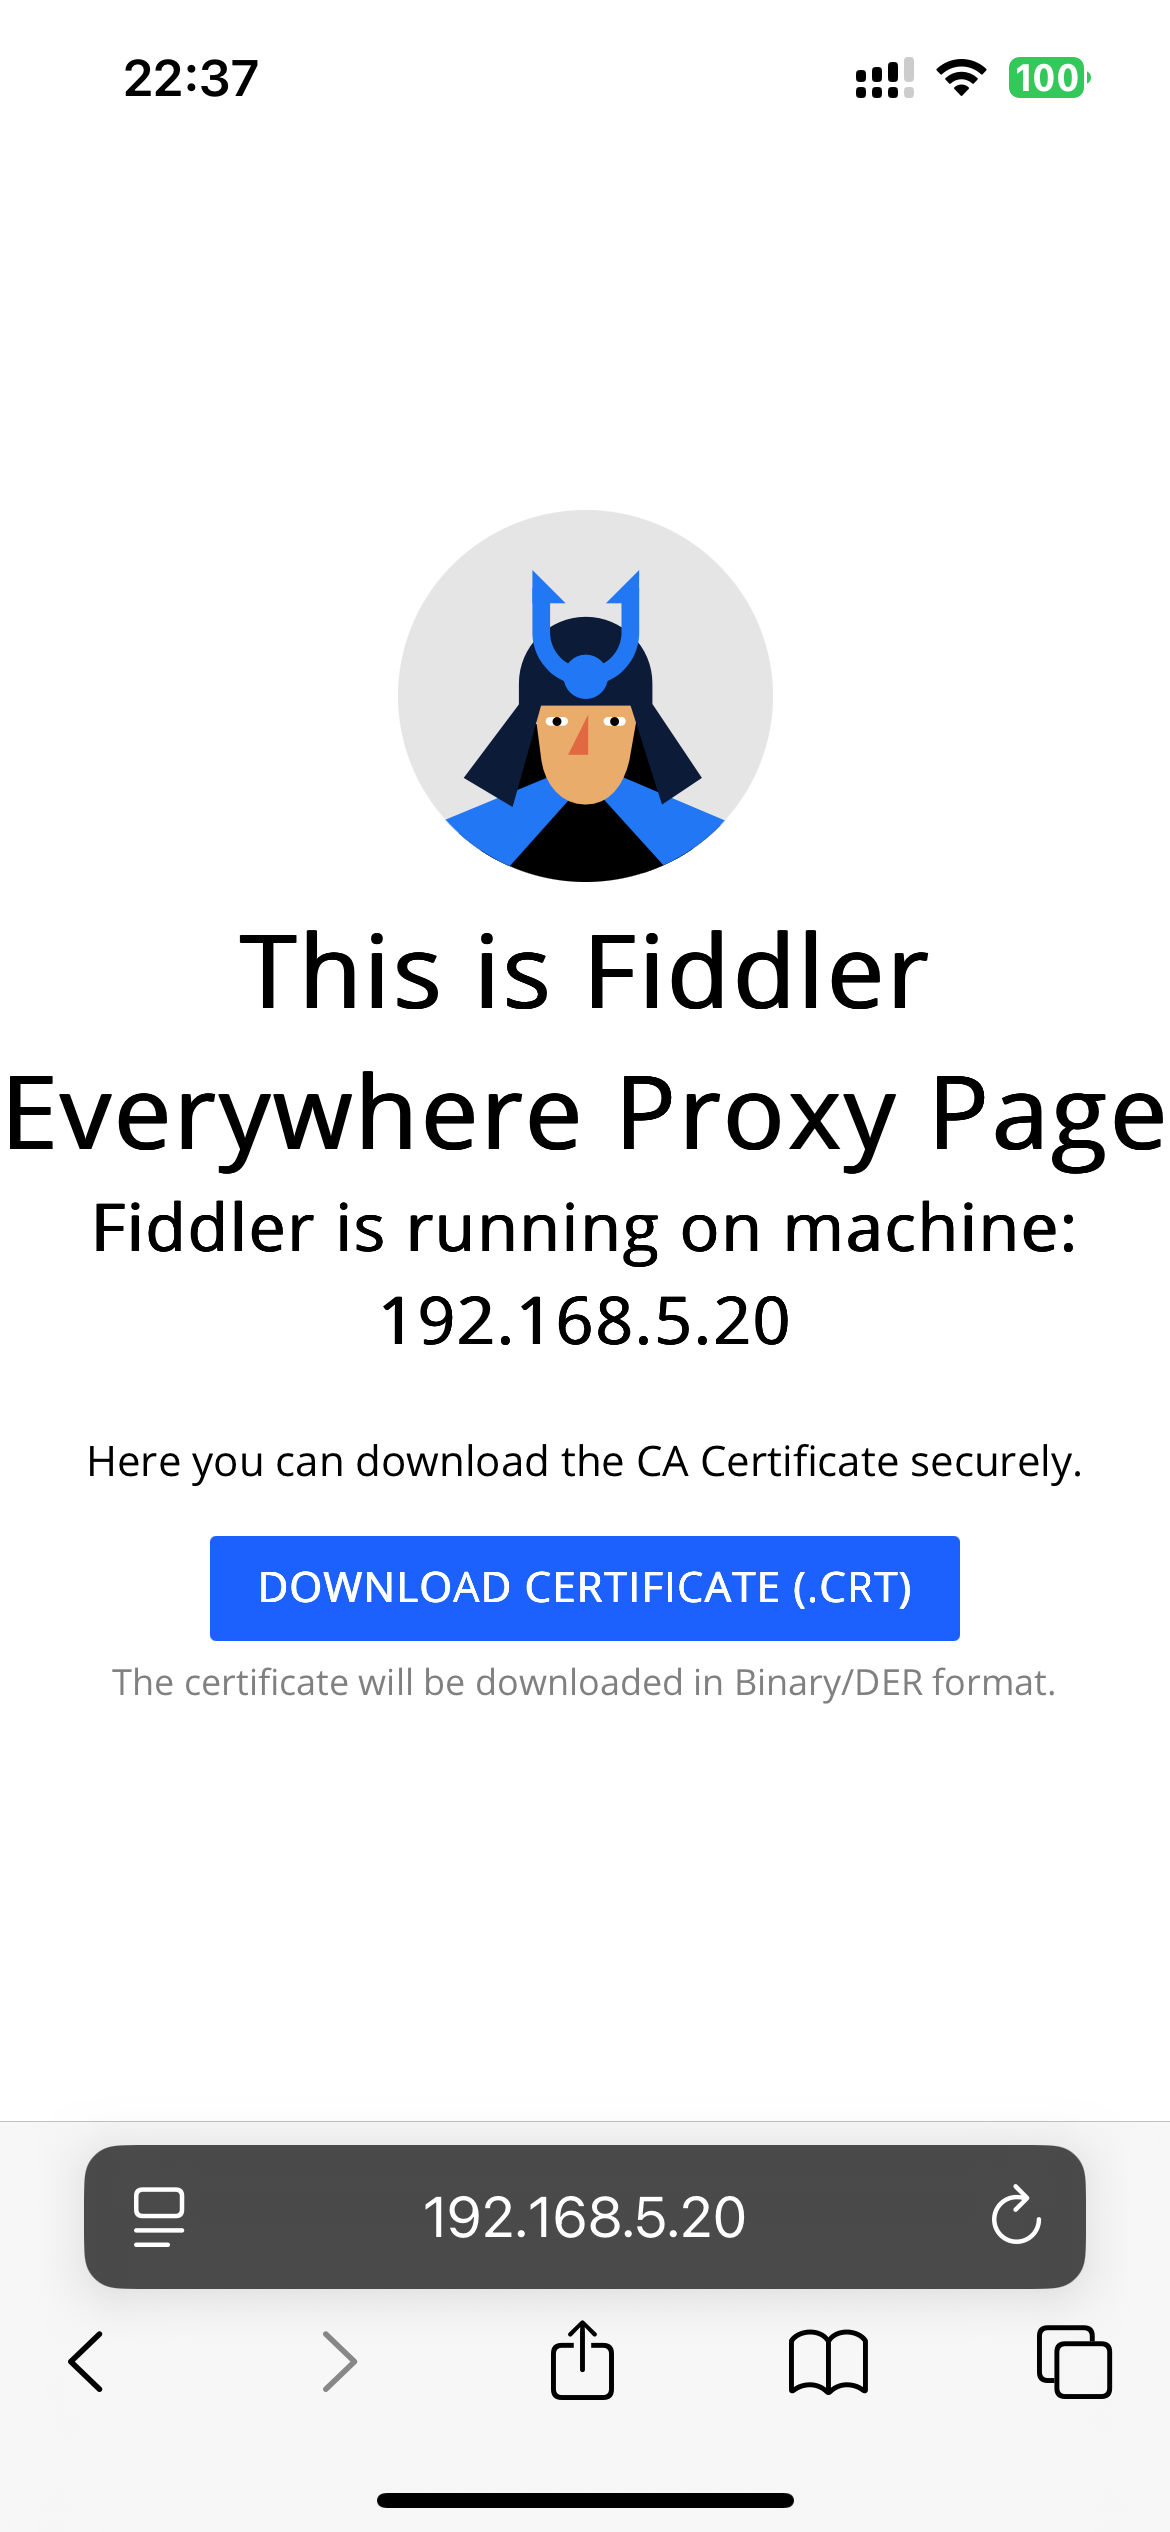 22:37
100
This is Fiddler
Everywhere Proxy Page
Fiddler is running on machine:
192.168.5.20
Here you can download the CA Certificate securely.
DOWNLOAD CERTIFICATE (.CRT)
The certificate will be downloaded in Binary/DER format.
192.168.5.20